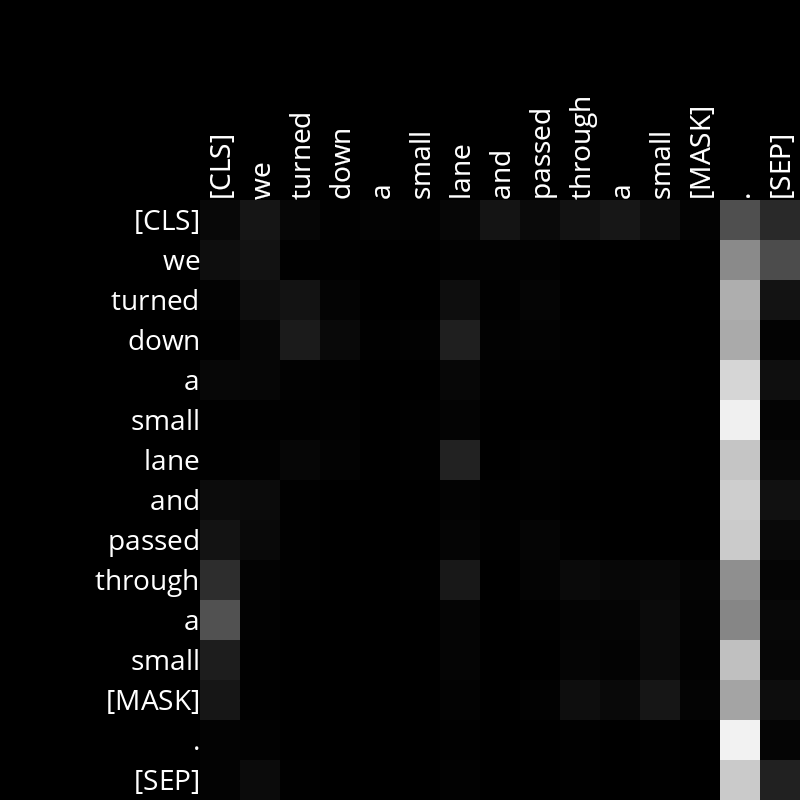 [CLS] we turned down a small lane and passed through a small [MASK] . [SEP]
[CLS]
we
turned
down
a
small
lane
and
passed
through
a
small
[MASK]
.
[SEP]